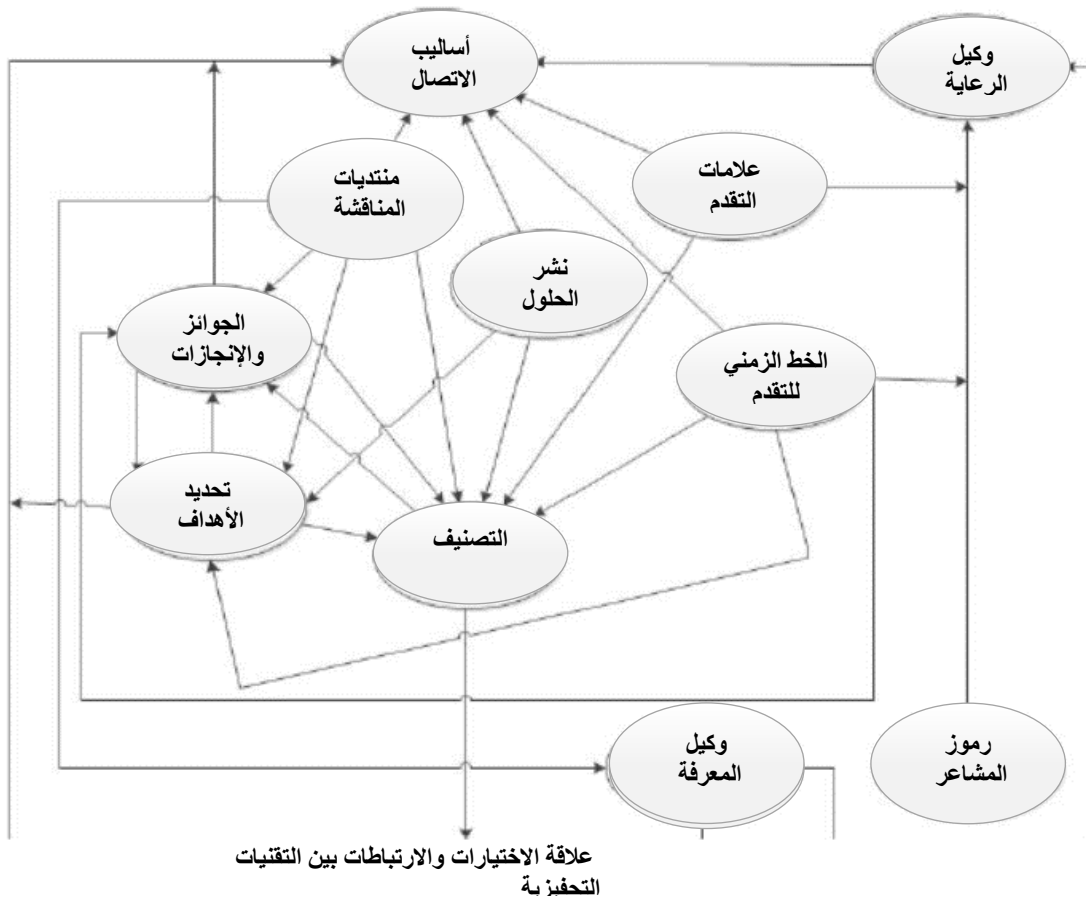 أساليب
الاتصال
وكيل
الرعاية
علامات
التقدم
منتديات
المناقشة
نشر
الحلول
الجوائز
والإنجازات
الخط الزمني
للتقدم
تحديد
الأهداف
التصنيف
وكيل
المعرفة
رموز
المشاعر
علاقة الاختيارات والارتباطات بين التقنيات
التحفيزية